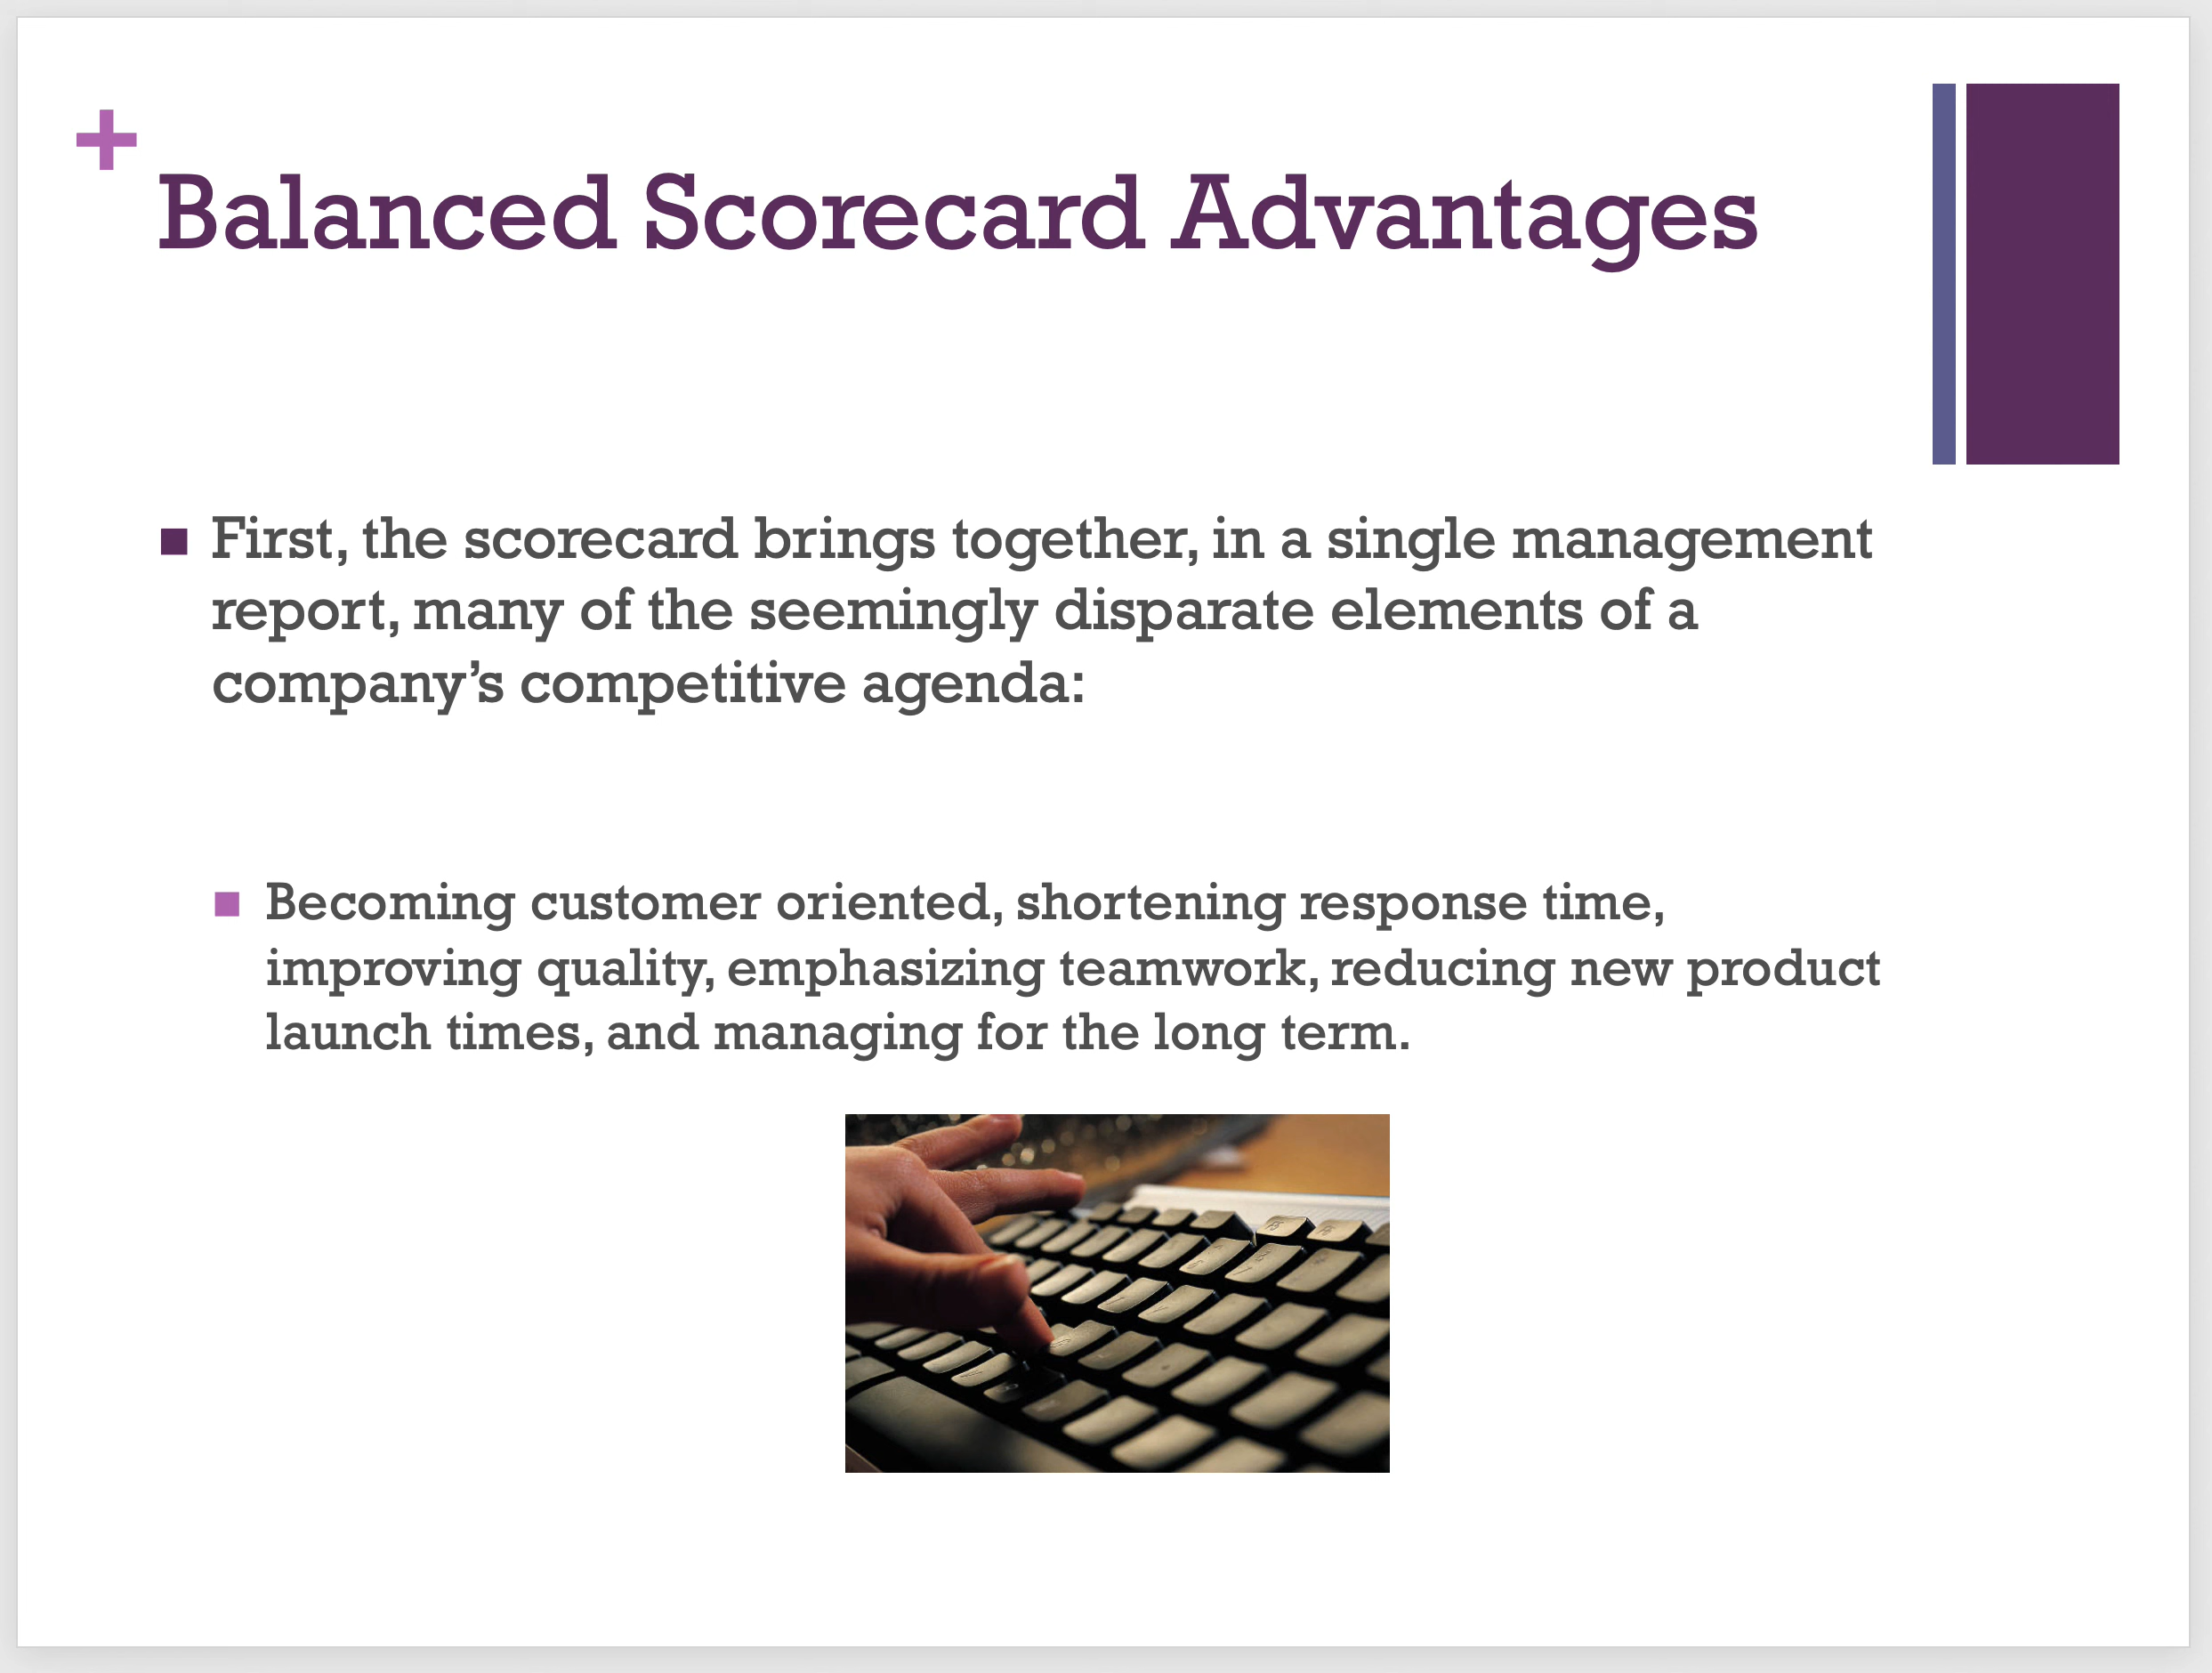 Balanced Scorecard Advantages
First, the scorecard brings together, in a single management
report, many of the seemingly disparate elements of a
company’s competitive agenda:
Becoming customer oriented, shortening response time,
improving quality, emphasizing teamwork, reducing new product
launch times, and managing for the long term.